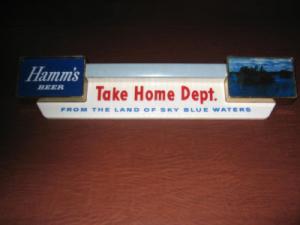 Hamm's
BEER
Take Home Dept.
FROM THE LAND OF SKY BLUE WATERS